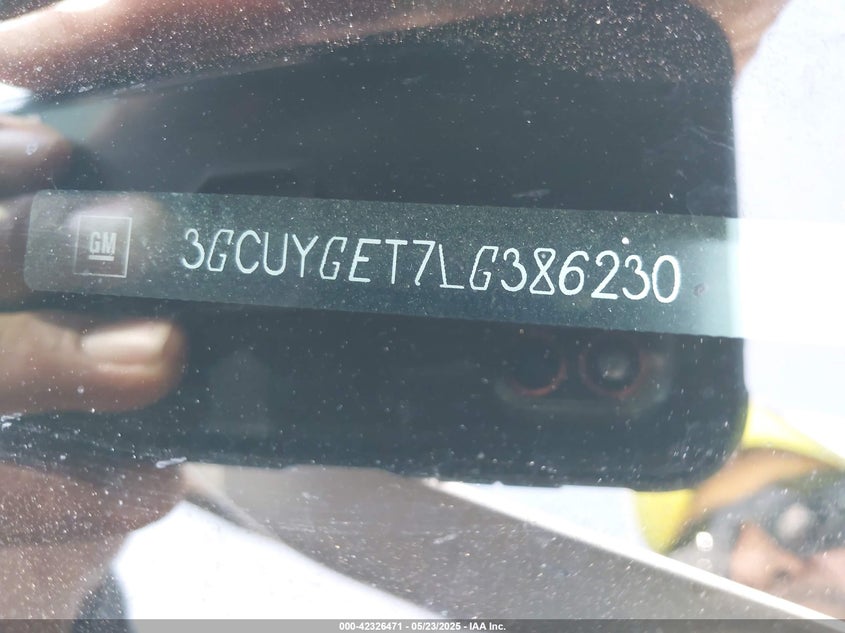 GM
3GCUYGET7LG386230
000-42326471 - 05/23/2025 - IAA Inc.